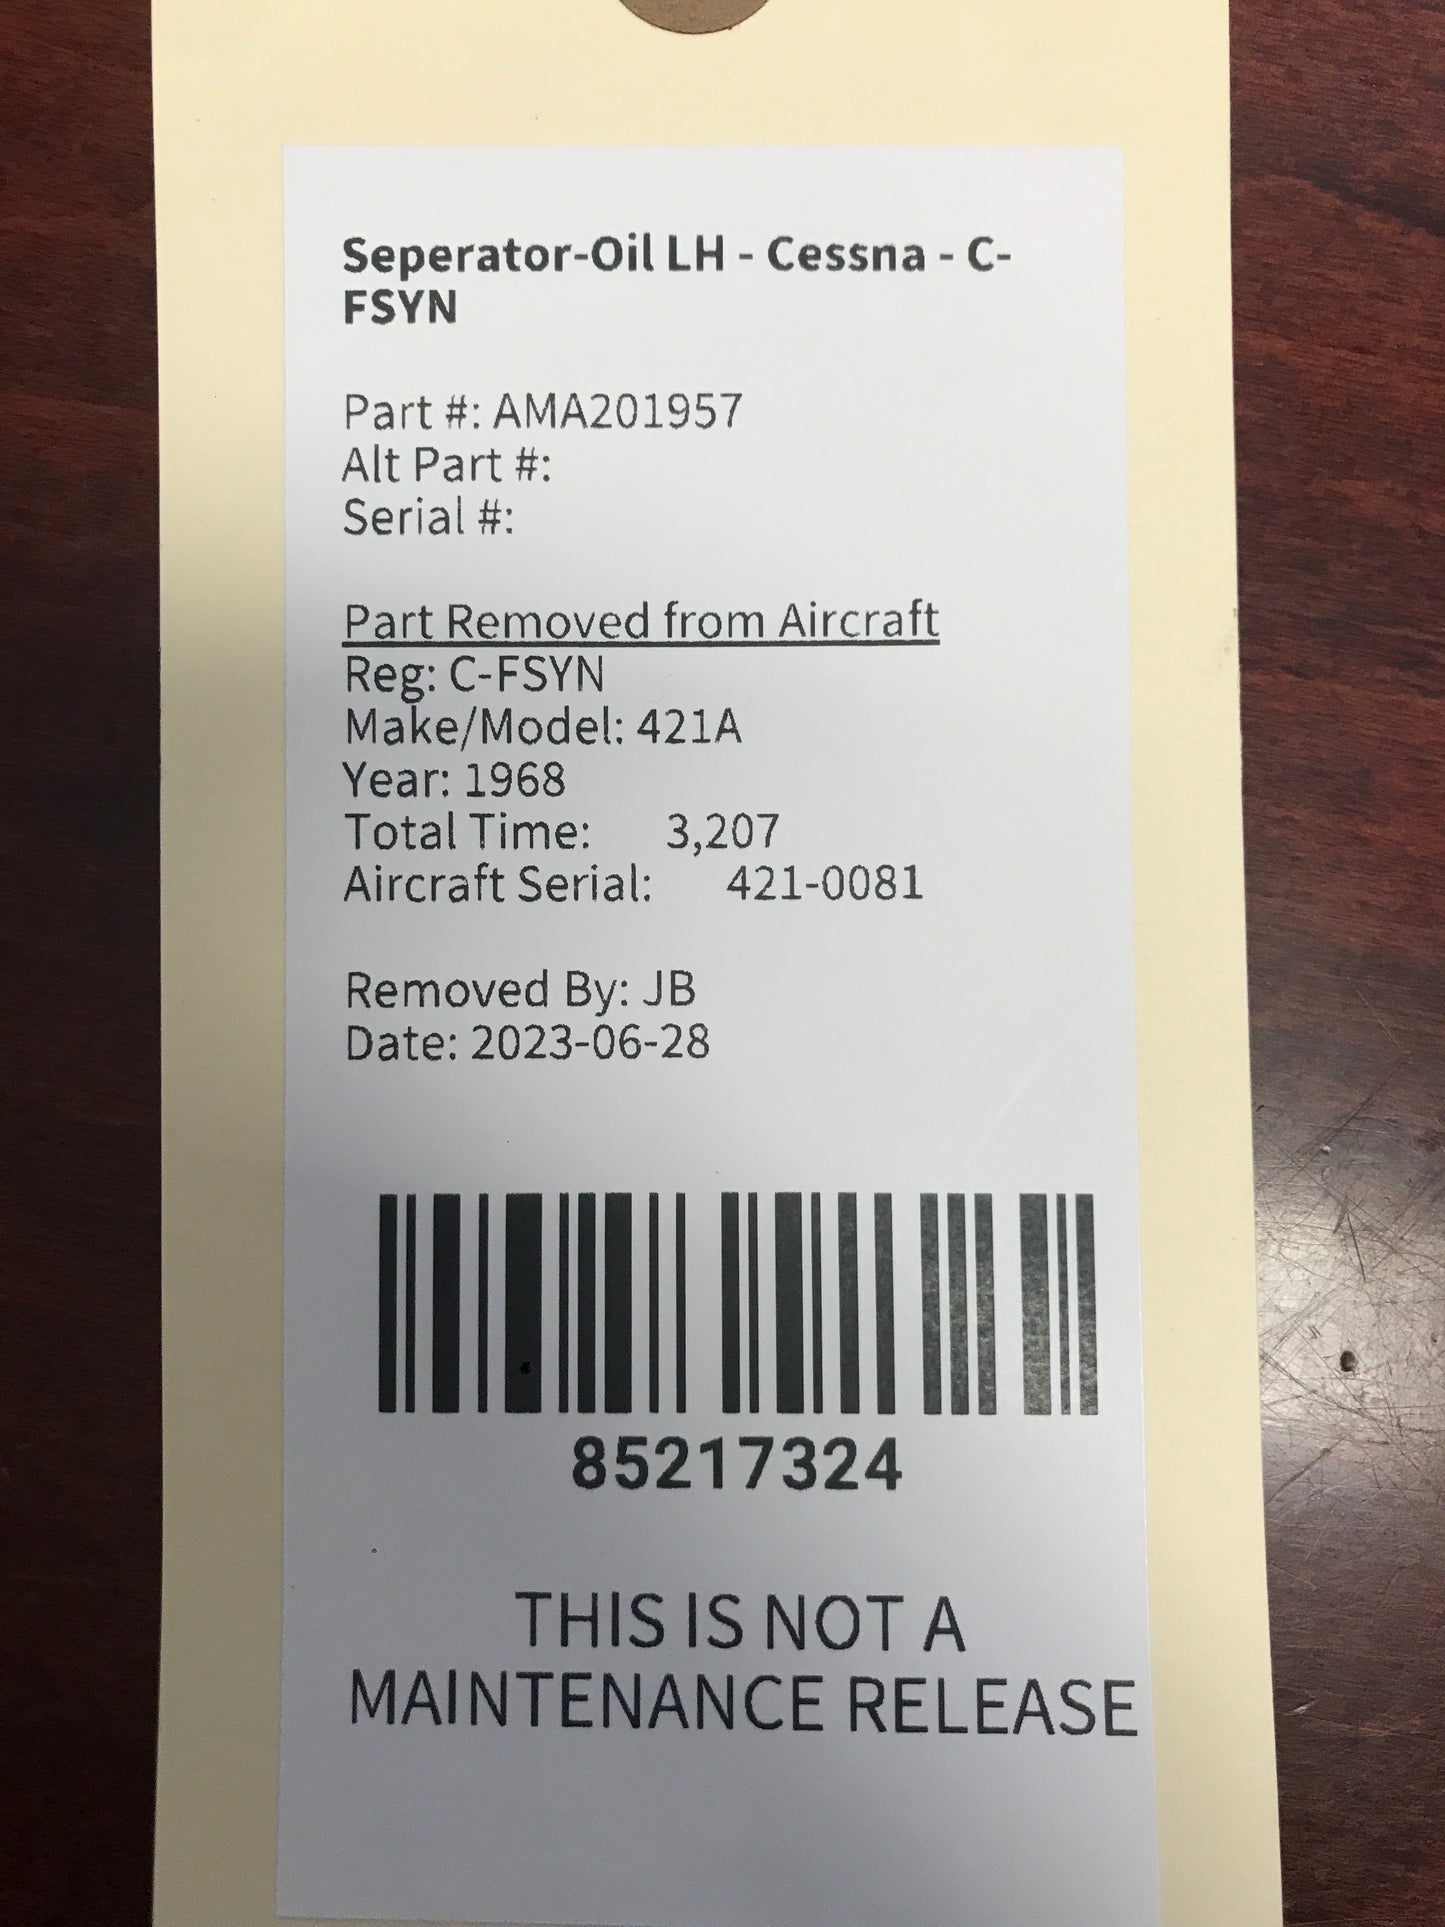 Seperator-Oil LH - Cessna - C-
FSYN
Part #: AMA201957
Alt Part #:
Serial #:
Part Removed from Aircraft
Reg: C-FSYN
Make/Model: 421A
Year: 1968
Total Time: 3,207
Aircraft Serial: 421-0081
Removed By: JB
Date: 2023-06-28
85217324
THIS IS NOT A
MAINTENANCE RELEASE